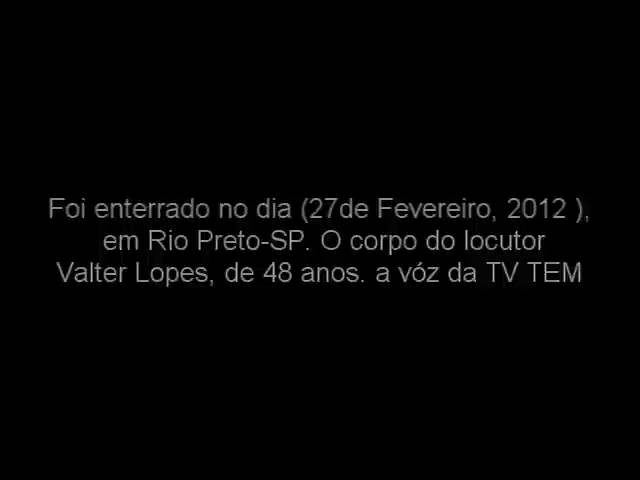 Foi enterrado no dia (27de Fevereiro, 2012 ),
em Rio Preto-SP. O corpo do locutor
Valter Lopes, de 48 anos. a vóz da TV TEM